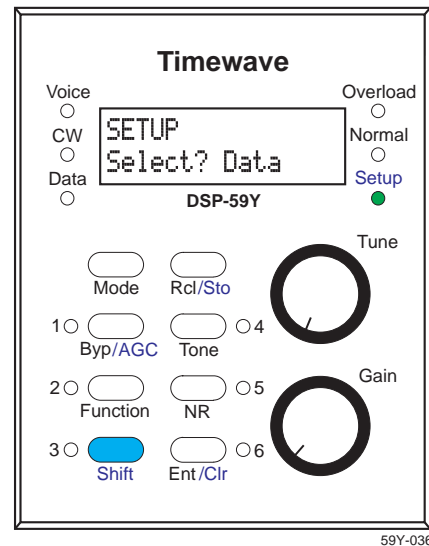 Timewave
Voice
Overload
CW
Normal
Data
Setup
SETUP
Select? Data
DSP-59Y
Tune
Mode
Rcl/Sto
1
4
Byp/AGC
Tone
Gain
2
5
Function
NR
3
6
Shift
Ent/Clr
59Y-036